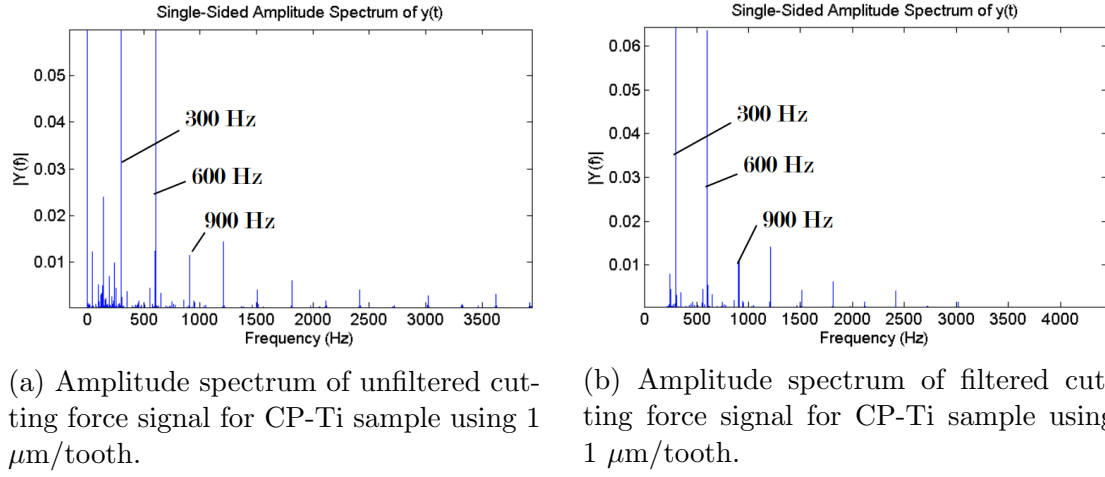 Single-Sided Amplitude Spectrum of y(t)
0.05
0.04
0.03
0.02
0.01
|Y(f)|
300 Hz
600 Hz
900 Hz
0 500 1000 1500 2000 2500 3000 3500
Frequency (Hz)
(a) Amplitude spectrum of unfiltered cut-
ting force signal for CP-Ti sample using 1
μm/tooth.
Single-Sided Amplitude Spectrum of y(t)
0.06
0.05
0.04
0.03
0.02
0.01
|Y(f)|
300 Hz
600 Hz
900 Hz
0 500 1000 1500 2000 2500 3000 3500 4000
Frequency (Hz)
(b) Amplitude spectrum of filtered cut
ting force signal for CP-Ti sample using
1 μm/tooth.